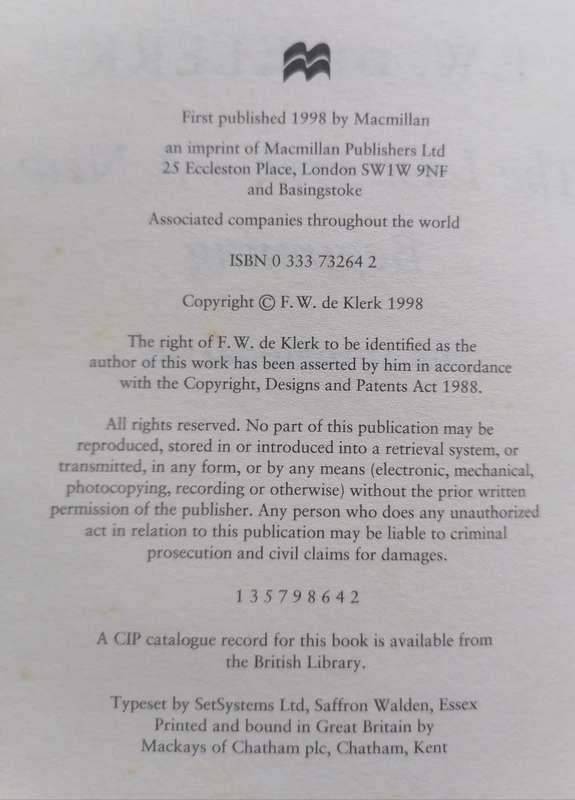 First published 1998 by Macmillan
an imprint of Macmillan Publishers Ltd
25 Eccleston Place, London SW1W 9NF
and Basingstoke
Associated companies throughout the world
ISBN 0 333 73264 2
Copyright © F. W. de Klerk 1998
The right of F. W. de Klerk to be identified as the
author of this work has been asserted by him in accordance
with the Copyright, Designs and Patents Act 1988.
All rights reserved. No part of this publication may be
reproduced, stored in or introduced into a retrieval system, or
transmitted, in any form, or by any means (electronic, mechanical,
photocopying, recording or otherwise) without the prior written
permission of the publisher. Any person who does any unauthorized
act in relation to this publication may be liable to criminal
prosecution and civil claims for damages.
1 3 5 7 9 8 6 4 2
A CIP catalogue record for this book is available from
the British Library.
Typeset by SetSystems Ltd, Saffron Walden, Essex
Printed and bound in Great Britain by
Mackays of Chatham plc, Chatham, Kent